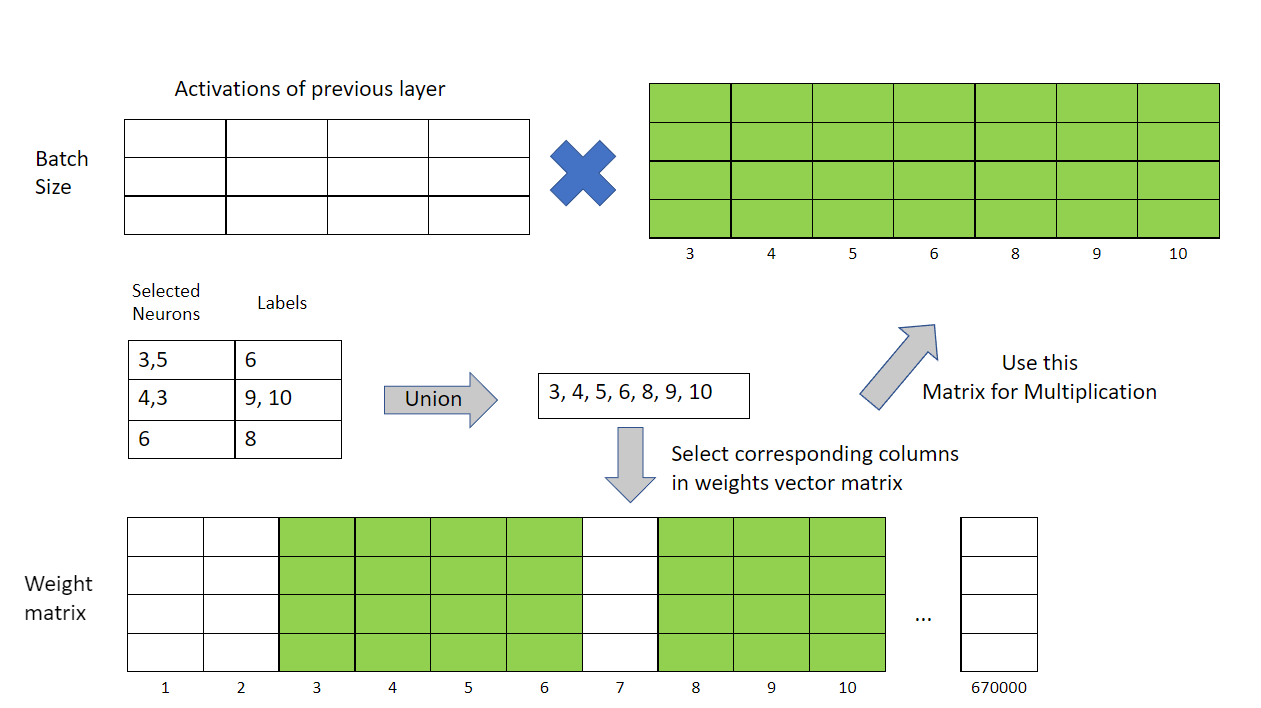 Activations of previous layer
Batch
Size
3 4 5 6 8 9 10
Selected
Neurons
Labels
3,5 6
4,3 9, 10
6 8
Union
3, 4, 5, 6, 8, 9, 10
Use this
Matrix for Multiplication
Select corresponding columns
in weights vector matrix
Weight
matrix
...
1 2 3 4 5 6 7 8 9 10 670000